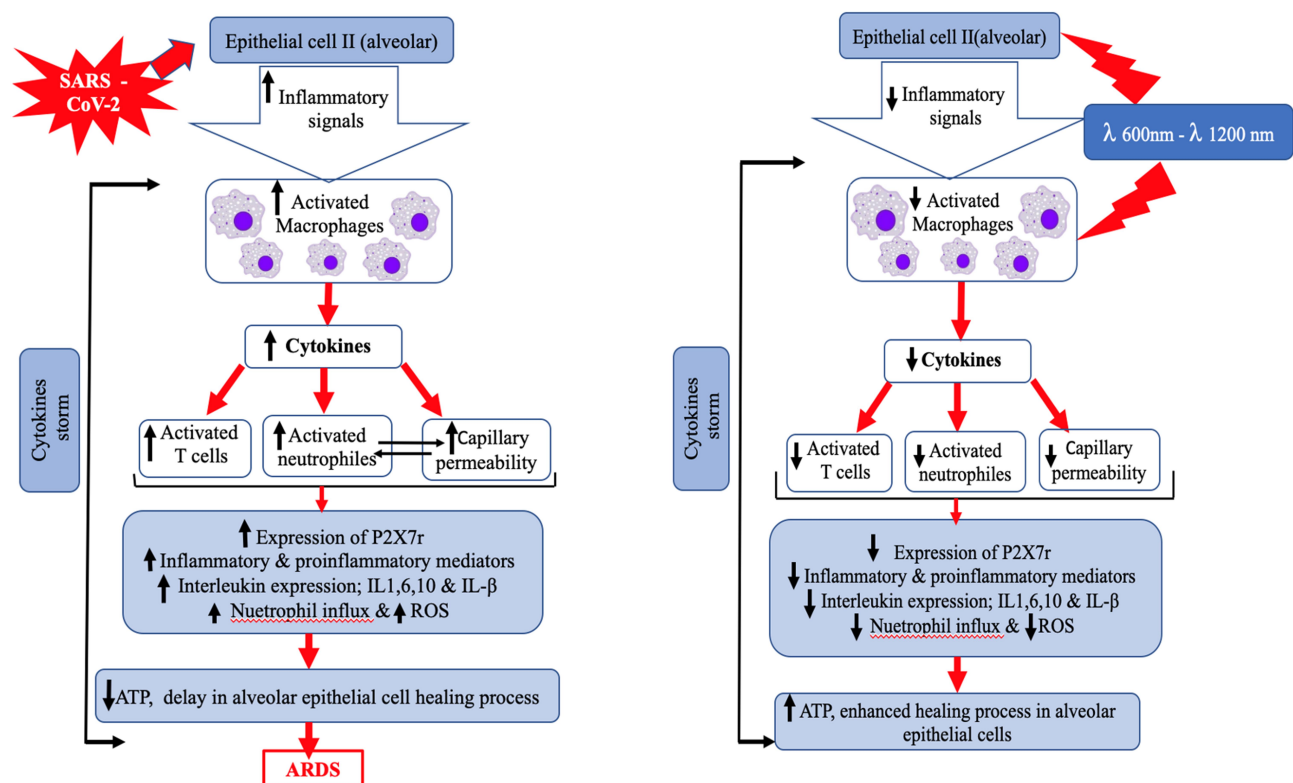 Epithelial cell II (alveolar)
SARS -
CoV-2
Inflammatory
signals
Activated
Macrophages
Cytokines
storm
Cytokines
Activated
T cells
Activated
neutrophiles
Capillary
permeability
Expression of P2X7r
Inflammatory & proinflammatory mediators
Interleukin expression; IL1,6,10 & IL-β
Nuetrophil influx & ROS
ATP, delay in alveolar epithelial cell healing process
ARDS
Epithelial cell II(alveolar)
Inflammatory
signals
λ 600nm - λ 1200 nm
Activated
Macrophages
Cytokines
storm
Cytokines
Activated
T cells
Activated
neutrophiles
Capillary
permeability
Expression of P2X7r
Inflammatory & proinflammatory mediators
Interleukin expression; IL1,6,10 & IL-β
Nuetrophil influx & ROS
ATP, enhanced healing process in alveolar
epithelial cells